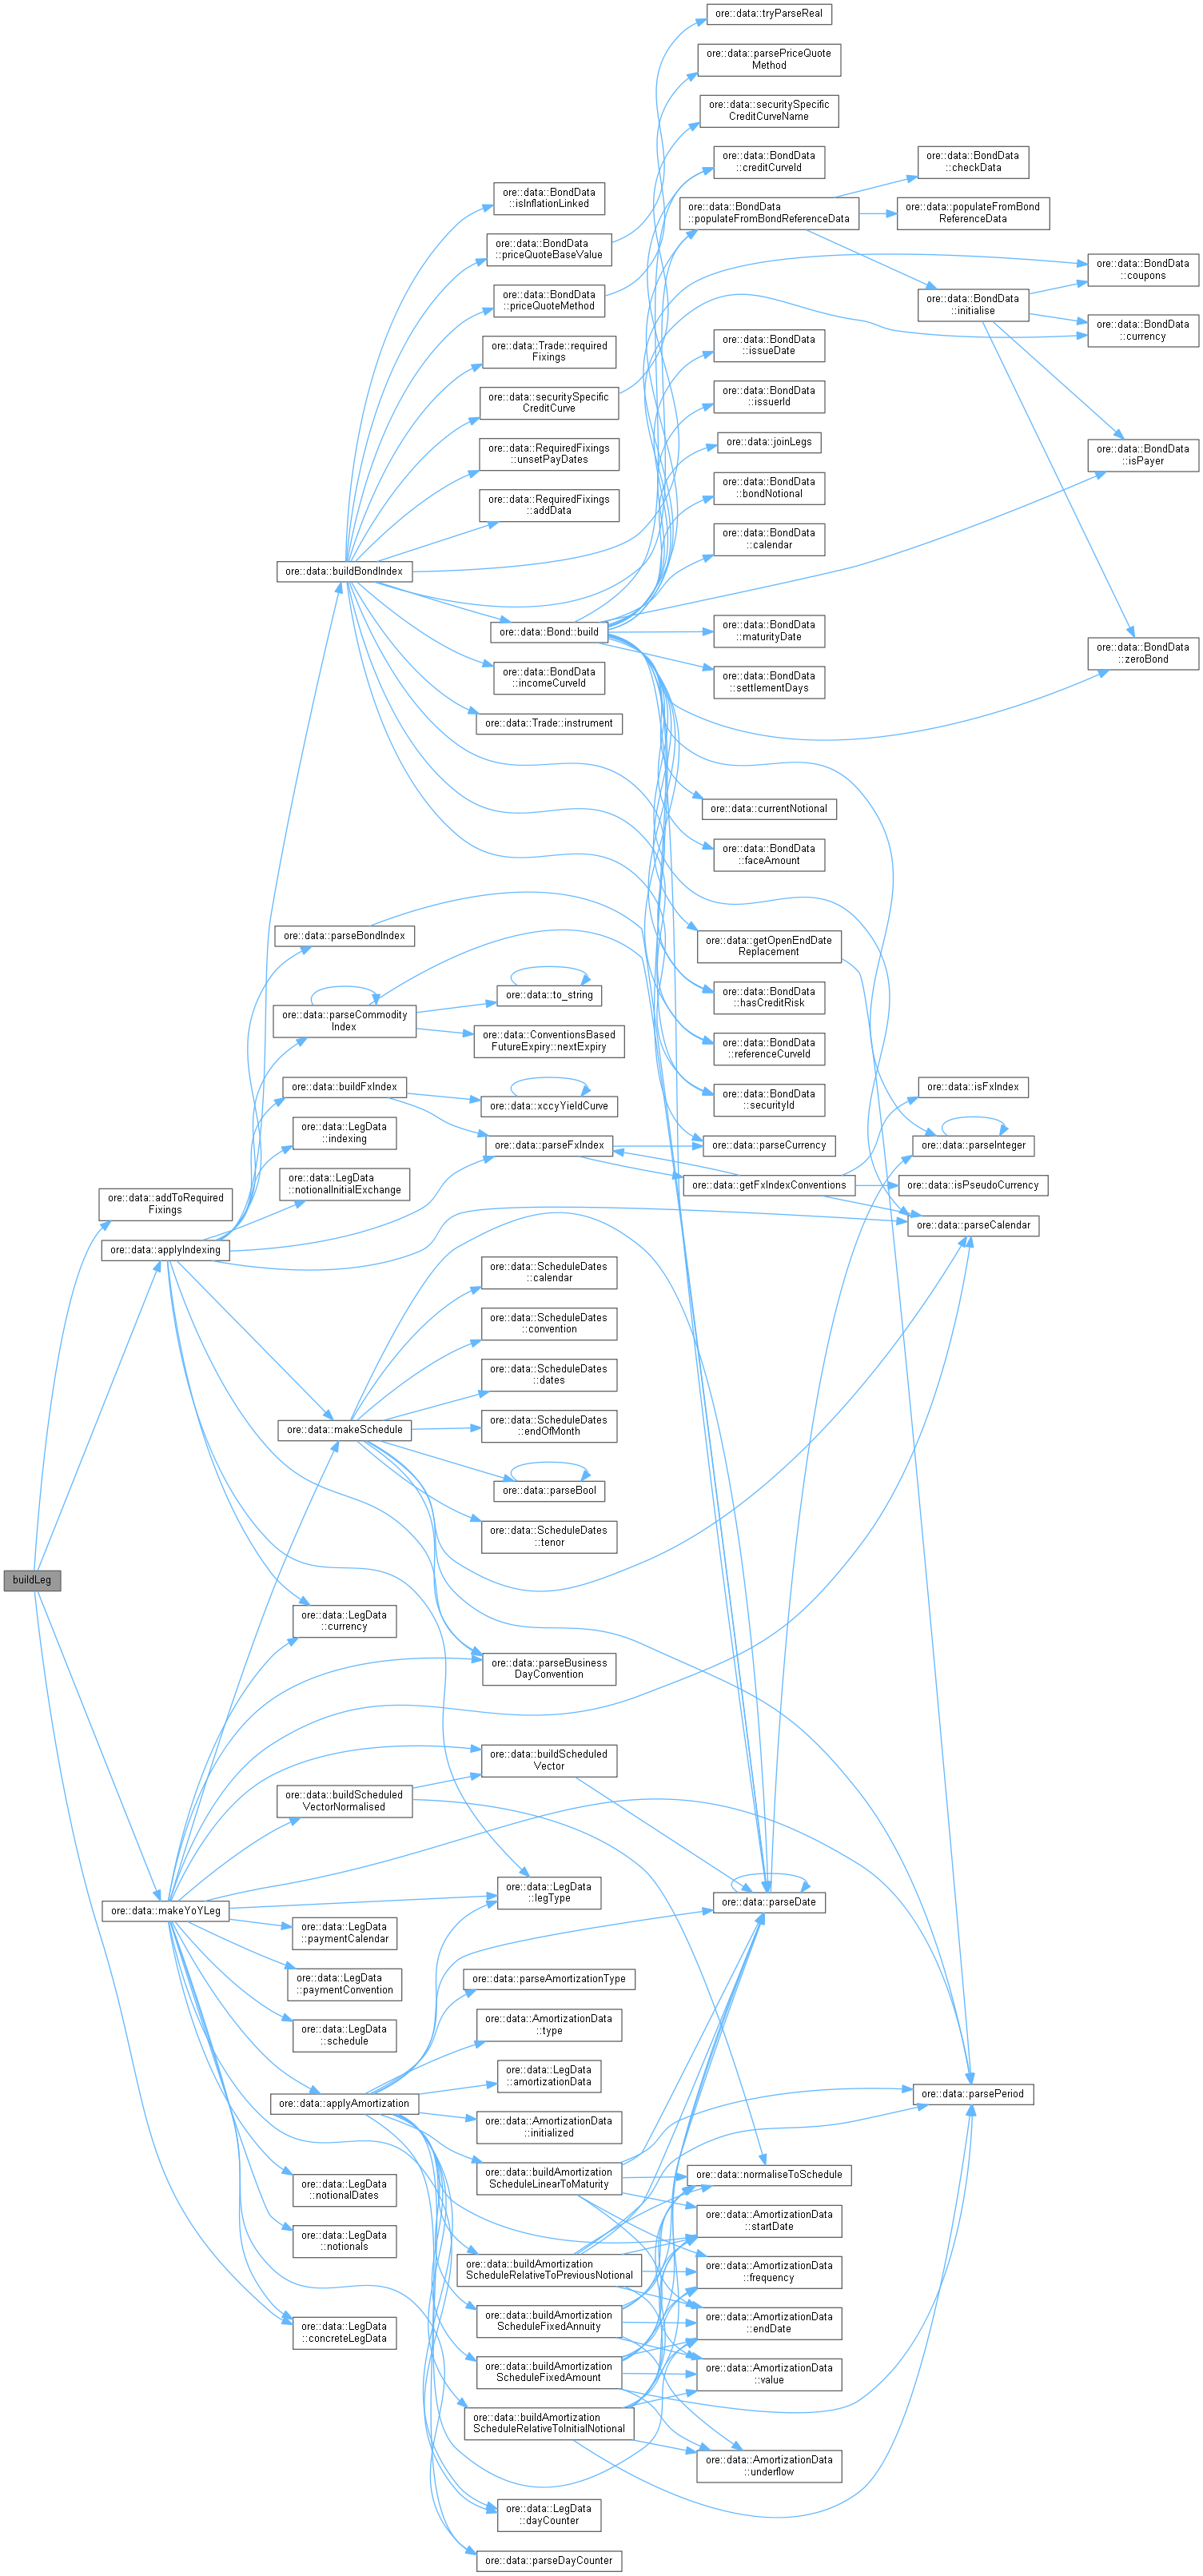 ore::data::tryParseReal
ore::data::parsePriceQuote
Method
ore::data::securitySpecific
CreditCurveName
ore::data::BondData
::creditCurveId
ore::data::BondData
::checkData
ore::data::BondData
::isInflationLinked
ore::data::BondData
::populateFromBondReferenceData
ore::data::populateFromBond
ReferenceData
ore::data::BondData
::priceQuoteBaseValue
ore::data::BondData
::coupons
ore::data::BondData
::priceQuoteMethod
ore::data::BondData
::initialise
ore::data::BondData
::currency
ore::data::Trade::required
Fixings
ore::data::BondData
::issueDate
ore::data::securitySpecific
CreditCurve
ore::data::BondData
::issuerId
ore::data::RequiredFixings
::unsetPayDates
ore::data::joinLegs
ore::data::BondData
::isPayer
ore::data::RequiredFixings
::addData
ore::data::BondData
::bondNotional
ore::data::BondData
::calendar
ore::data::buildBondIndex
ore::data::Bond::build
ore::data::BondData
::maturityDate
ore::data::BondData
::zeroBond
ore::data::BondData
::incomeCurveId
ore::data::BondData
::settlementDays
ore::data::Trade::instrument
ore::data::currentNotional
ore::data::BondData
::faceAmount
ore::data::parseBondIndex
ore::data::getOpenEndDate
Replacement
ore::data::to_string
ore::data::BondData
::hasCreditRisk
ore::data::parseCommodity
Index
ore::data::ConventionsBased
FutureExpiry::nextExpiry
ore::data::BondData
::referenceCurveId
ore::data::buildFxIndex
ore::data::xccyYieldCurve
ore::data::BondData
::securityId
ore::data::isFxIndex
ore::data::LegData
::indexing
ore::data::parseFxIndex
ore::data::parseCurrency
ore::data::parseInteger
ore::data::LegData
::notionalInitialExchange
ore::data::getFxIndexConventions
ore::data::isPseudoCurrency
ore::data::addToRequired
Fixings
ore::data::parseCalendar
ore::data::applyIndexing
ore::data::ScheduleDates
::calendar
ore::data::ScheduleDates
::convention
ore::data::ScheduleDates
::dates
ore::data::makeSchedule
ore::data::ScheduleDates
::endOfMonth
ore::data::parseBool
ore::data::ScheduleDates
::tenor
buildLeg
ore::data::LegData
::currency
ore::data::parseBusiness
DayConvention
ore::data::buildScheduled
Vector
ore::data::buildScheduled
VectorNormalised
ore::data::LegData
::legType
ore::data::parseDate
ore::data::makeYoYLeg
ore::data::LegData
::paymentCalendar
ore::data::LegData
::paymentConvention
ore::data::parseAmortizationType
ore::data::LegData
::schedule
ore::data::AmortizationData
::type
ore::data::LegData
::amortizationData
ore::data::applyAmortization
ore::data::parsePeriod
ore::data::AmortizationData
::initialized
ore::data::LegData
::notionalDates
ore::data::buildAmortization
ScheduleLinearToMaturity
ore::data::normaliseToSchedule
ore::data::LegData
::notionals
ore::data::AmortizationData
::startDate
ore::data::buildAmortization
ScheduleRelativeToPreviousNotional
ore::data::AmortizationData
::frequency
ore::data::LegData
::concreteLegData
ore::data::buildAmortization
ScheduleFixedAnnuity
ore::data::AmortizationData
::endDate
ore::data::buildAmortization
ScheduleFixedAmount
ore::data::AmortizationData
::value
ore::data::buildAmortization
ScheduleRelativeToInitialNotional
ore::data::AmortizationData
::underflow
ore::data::LegData
::dayCounter
ore::data::parseDayCounter